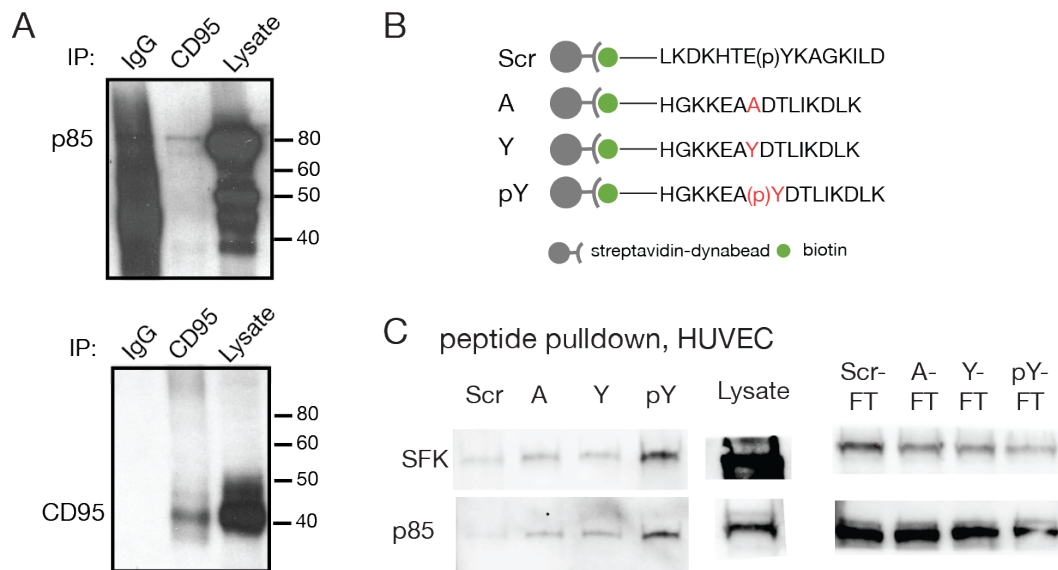 A
IP:
IgG
CD95
Lysate
p85
80
60
50
40
IP:
IgG
CD95
Lysate
80
60
50
40
CD95
B
Scr
LKDKHTE(p)YKAGKILD
A
HGKKEAADTLIKDLK
Y
HGKKEAYDTLIKDLK
pY
HGKKEA(p)YDTLIKDLK
streptavidin-dynabead
biotin
C
peptide pulldown, HUVEC
Scr A Y pY Lysate
Scr-FT
A-FT
Y-FT
pY-FT
SFK
p85